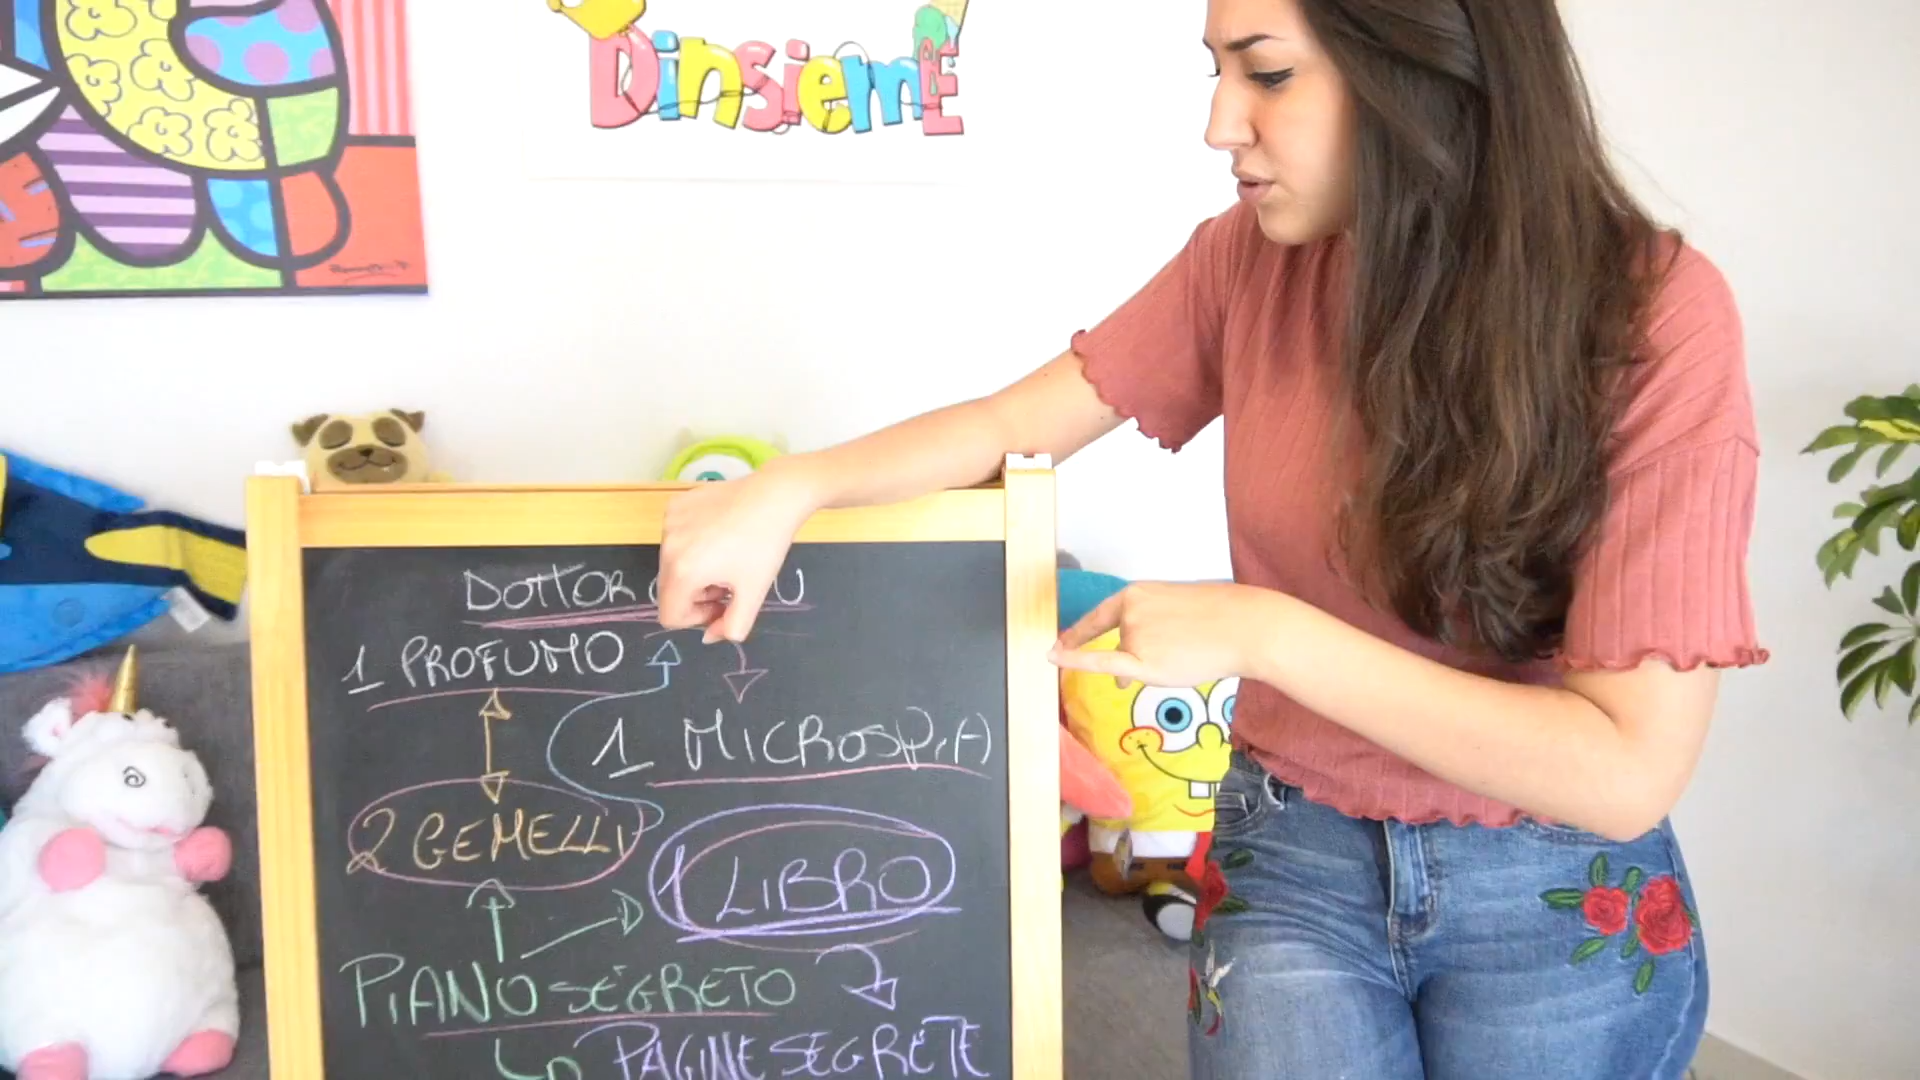 DinsiemE
DOTTOR
1 PROFUMO
1 MICROSPIA
2 GEMELLI
1 LIBRO
PIANO SEGRETO
PAGINE SEGRETE